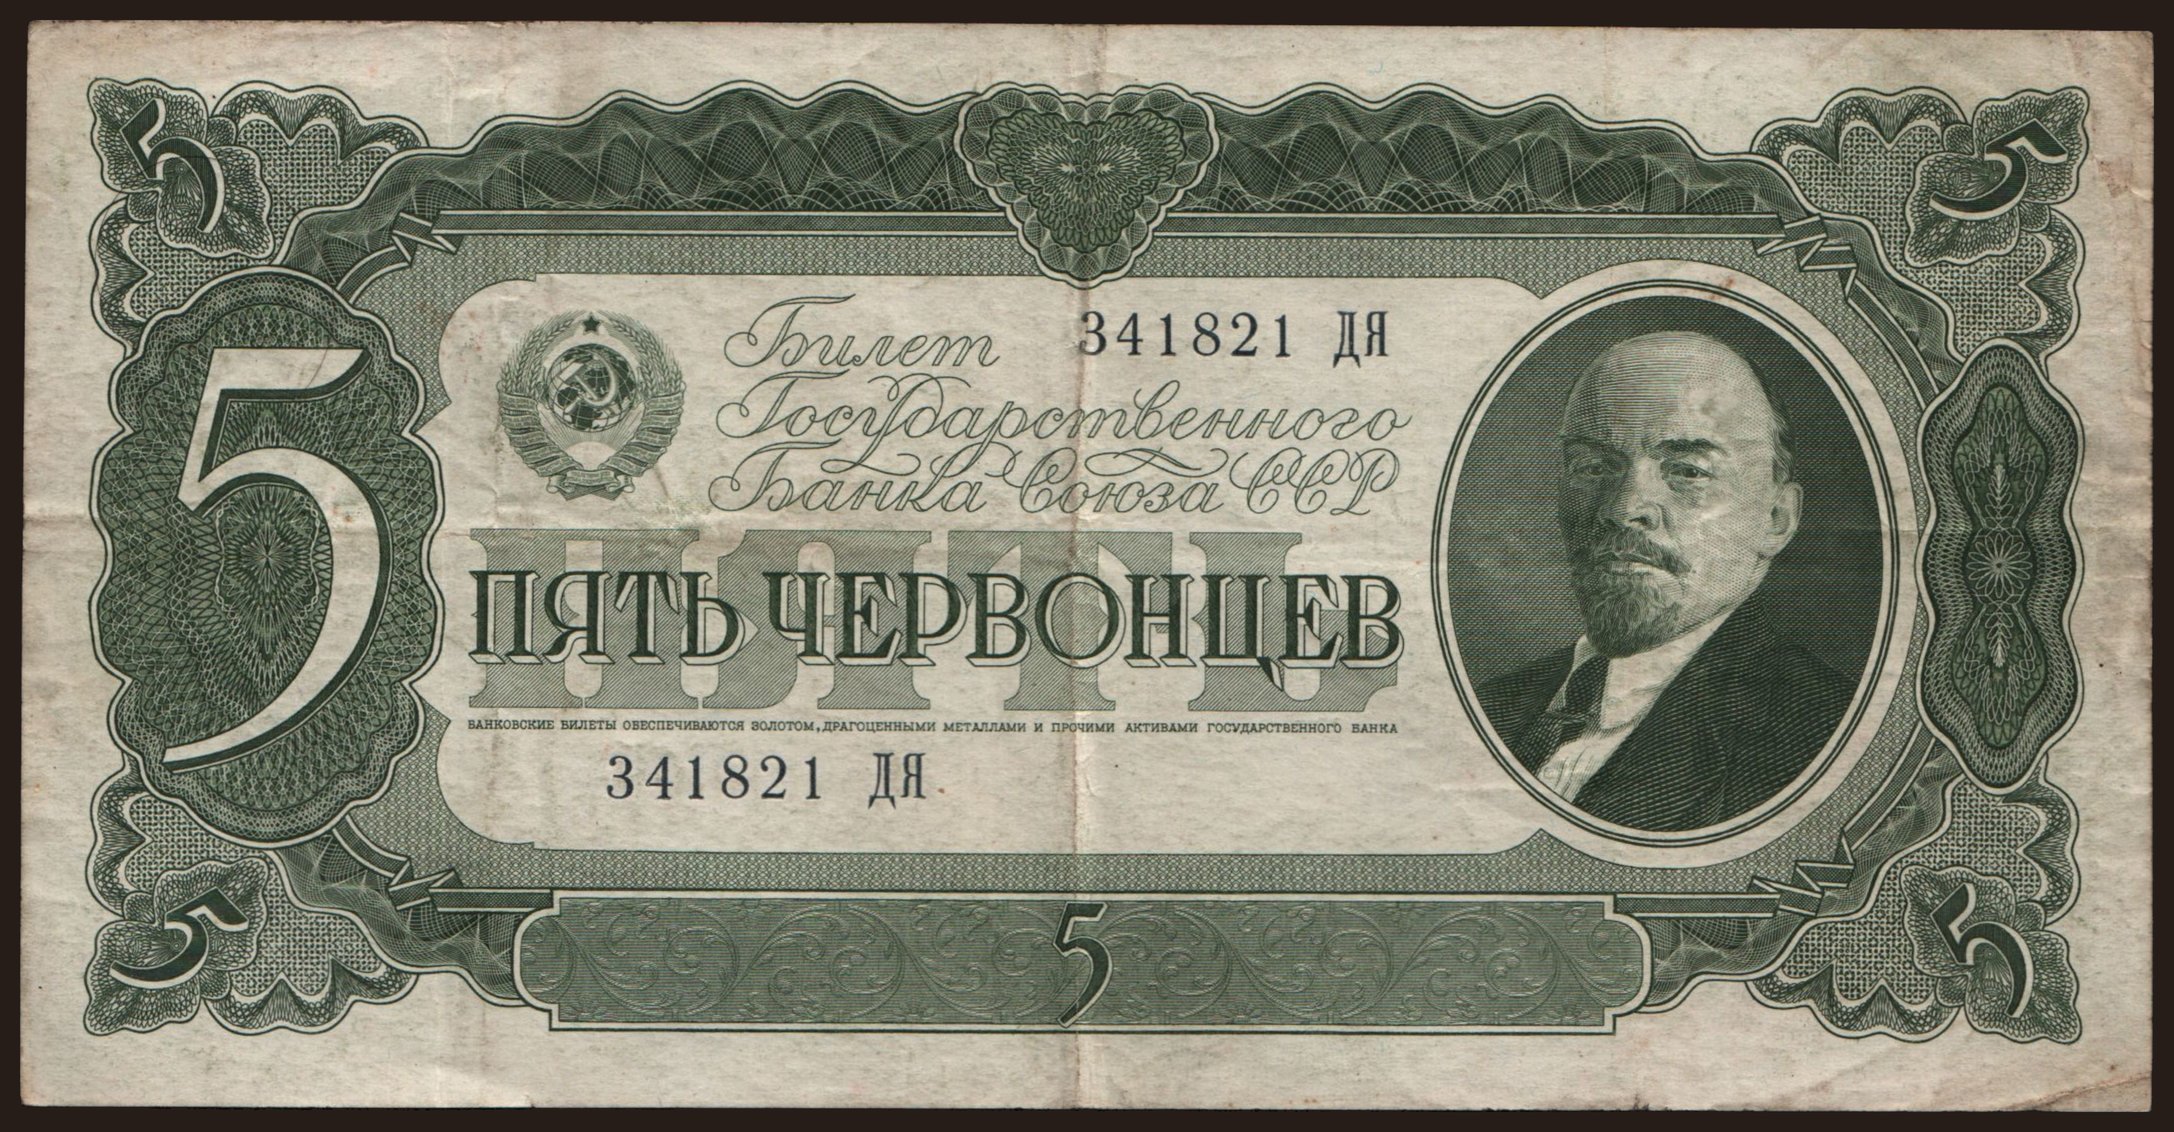 5 5
Билет 341821 ДЯ
Государственного
Банка Союза ССР
5
ПЯТЬ
ПЯТЬ ЧЕРВОНЦЕВ
БАНКОВСКИЕ БИЛЕТЫ ОБЕСПЕЧИВАЮТСЯ ЗОЛОТОМ, ДРАГОЦЕННЫМИ МЕТАЛЛАМИ И ПРОЧИМИ АКТИВАМИ ГОСУДАРСТВЕННОГО БАНКА
341821 ДЯ
5 5 5